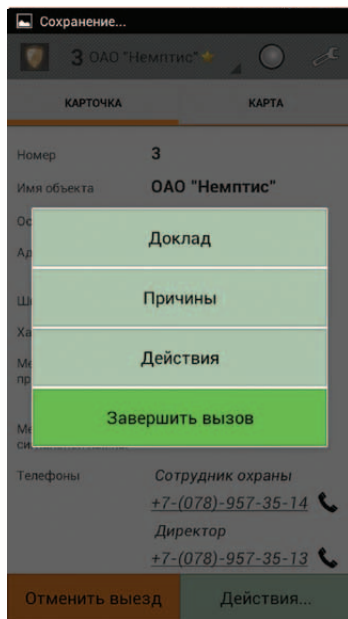 Сохранение...
3 ОАО "Немптис"
КАРТОЧКА КАРТА
Номер 3
Имя объекта ОАО "Немптис"
Доклад
Причины
Действия
Завершить вызов
Телефоны Сотрудник охраны
+7-(078)-957-35-14
Директор
+7-(078)-957-35-13
Отменить выезд Действия...